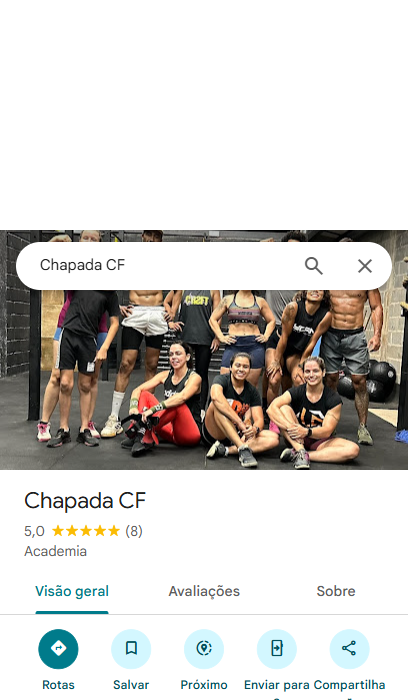 Chapada CF
Chapada CF
5,0 (8)
Academia
Visão geral Avaliações Sobre
Rotas Salvar Próximo Enviar para Compartilha